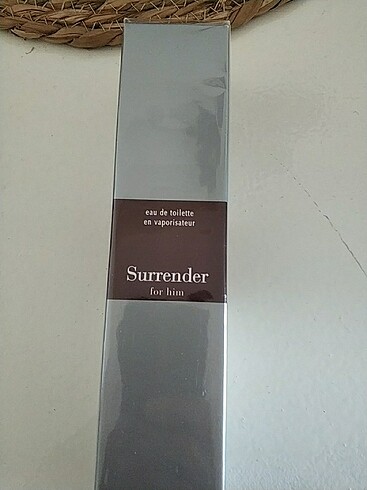 eau de toilette
en vaporisateur
Surrender
for him